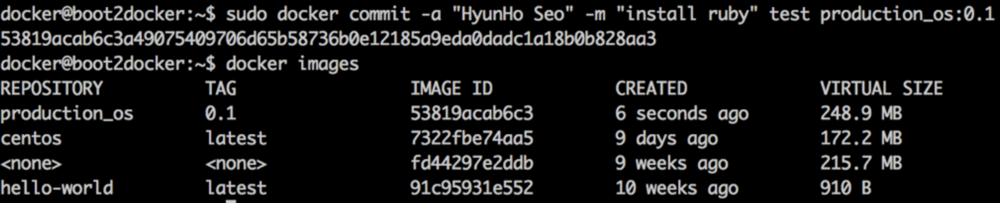 docker@boot2docker:~$ sudo docker commit -a "HyunHo Seo" -m "install ruby" test production_os:0.1
53819acab6c3a49075409706d65b58736b0e12185a9eda0dadc1a18b0b828aa3
docker@boot2docker:~$ docker images
REPOSITORY TAG IMAGE ID CREATED VIRTUAL SIZE
production_os 0.1 53819acab6c3 6 seconds ago 248.9 MB
centos latest 7322fbe74aa5 9 days ago 172.2 MB
<none> <none> fd44297e2ddb 9 weeks ago 215.7 MB
hello-world latest 91c95931e552 10 weeks ago 910 B